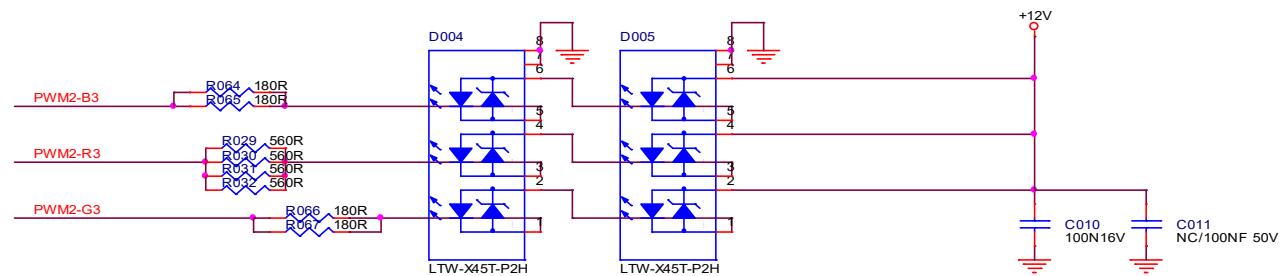 +12V
D004
D005
8
7
6
5
4
3
2
1
8
7
6
5
4
3
2
1
R064 180R
R065 180R
PWM2-B3
R029 560R
R030 560R
PWM2-R3
R031 560R
R032 560R
PWM2-G3
R066 180R
R067 180R
C010
100N16V
C011
NC/100NF 50V
LTW-X45T-P2H
LTW-X45T-P2H